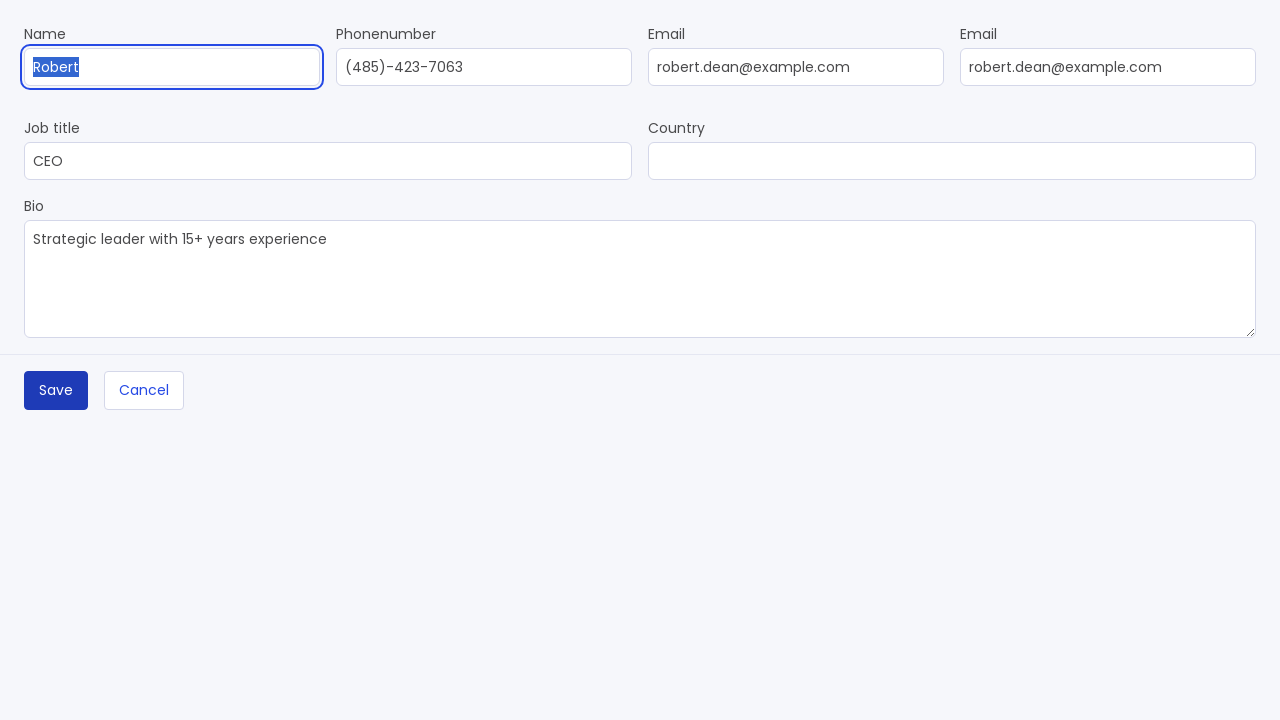 Name
Phonenumber
Email
Email
Robert
(485)-423-7063
robert.dean@example.com
robert.dean@example.com
Job title
Country
CEO
Bio
Strategic leader with 15+ years experience
Save
Cancel